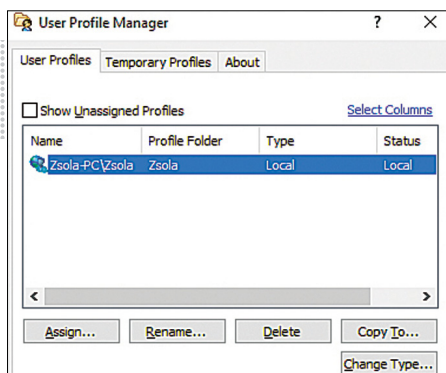 User Profile Manager ? ×
User Profiles Temporary Profiles About
Show Unassigned Profiles Select Columns
Name Profile Folder Type Status
Zsola-PC\Zsola Zsola Local Local
Assign... Rename... Delete Copy To...
Change Type...